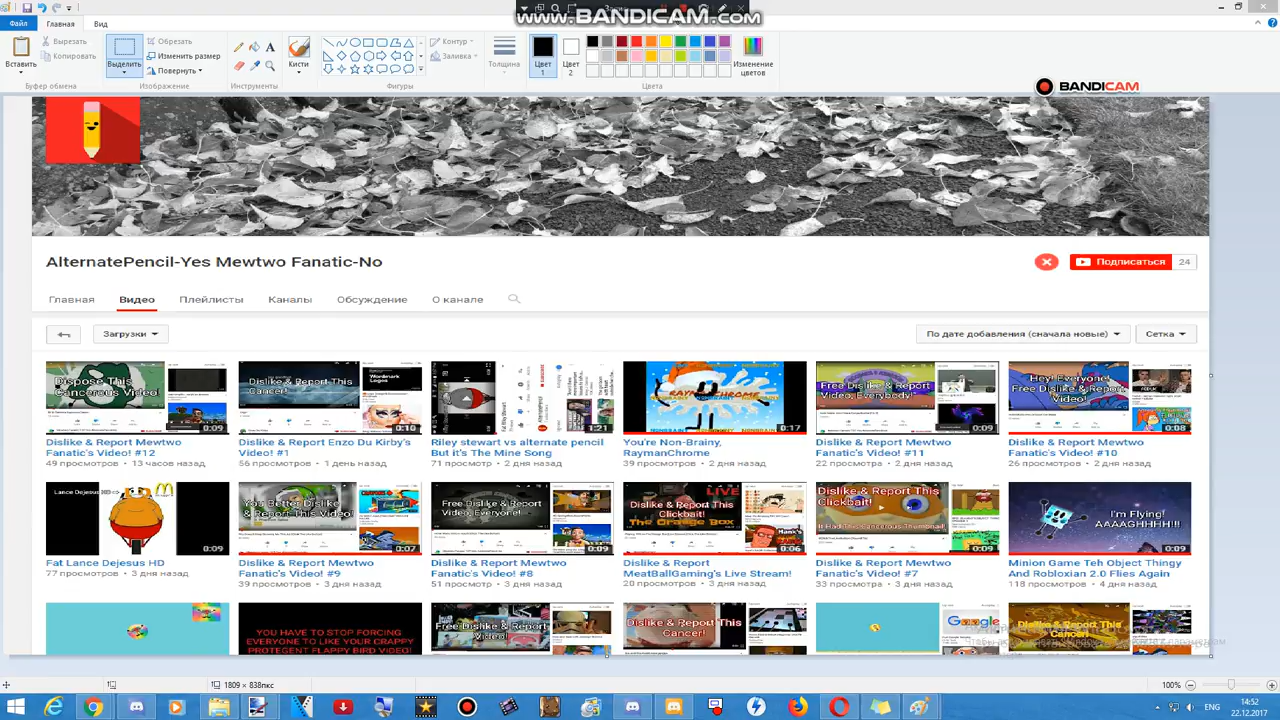 www.BANDICAM.com
Файл Главная Вид
Вставить
Вырезать
Копировать
Буфер обмена
Выделить
Обрезать
Изменить размер
Повернуть
Изображение
Инструменты
Кисти
Контур
Заливка
Фигуры
Толщина
Цвет 1
Цвет 2
Изменение цветов
Цвета
BANDICAM
AlternatePencil-Yes Mewtwo Fanatic-No
Подписаться 24
Главная Видео Плейлисты Каналы Обсуждение О канале
Загрузки
По дате добавления (сначала новые)
Сетка
Dispose This Cancerous Video!
0:09
Dislike & Report This Cancer!
Wordmark Logos
0:10
1:21
0:17
Free Dislike & Report Video, Everybody!
0:09
Hey! Everyone, Free Dislike & Report Video!
0:08
Dislike & Report Mewtwo Fanatic's Video! #12
49 просмотров • 13 часов назад
Dislike & Report Enzo Du Kirby's Video! #1
56 просмотров • 1 день назад
Riley stewart vs alternate pencil But it's The Mine Song
71 просмотр • 2 дня назад
You're Non-Brainy, RaymanChrome
39 просмотров • 2 дня назад
Dislike & Report Mewtwo Fanatic's Video! #11
22 просмотра • 2 дня назад
Dislike & Report Mewtwo Fanatic's Video! #10
26 просмотров • 2 дня назад
Lance Dejesus
0:09
You Better Dislike & Report This Video!
0:07
Free Dislike & Report Video, Everyone!
0:09
LIVE
Dislike & Report This Clickbait!
0:06
Dislike & Report This Clickbait!
It Had This Cancerous Thumbnail!
0:09
I'm Flying! AAAAGHHHH!!!
0:09
Fat Lance Dejesus HD
77 просмотров • 3 дня назад
Dislike & Report Mewtwo Fanatic's Video! #9
39 просмотров • 3 дня назад
Dislike & Report Mewtwo Fanatic's Video! #8
51 просмотр • 3 дня назад
Dislike & Report MeatBallGaming's Live Stream!
28 просмотров • 3 дня назад
Dislike & Report Mewtwo Fanatic's Video! #7
33 просмотра • 3 дня назад
Minion Game Teh Object Thingy And Robloxian 2.0 Flies Again
118 просмотров • 4 дня назад
YOU HAVE TO STOP FORCING EVERYONE TO LIKE YOUR CRAPPY PROTEGENT FLAPPY BIRD VIDEO!
Free Dislike & Report Video!
Dislike & Report This Cancer!
Google
Dislike & Report This Cancer!
1809 × 838пкс
100%
ENG
14:52
22.12.2017